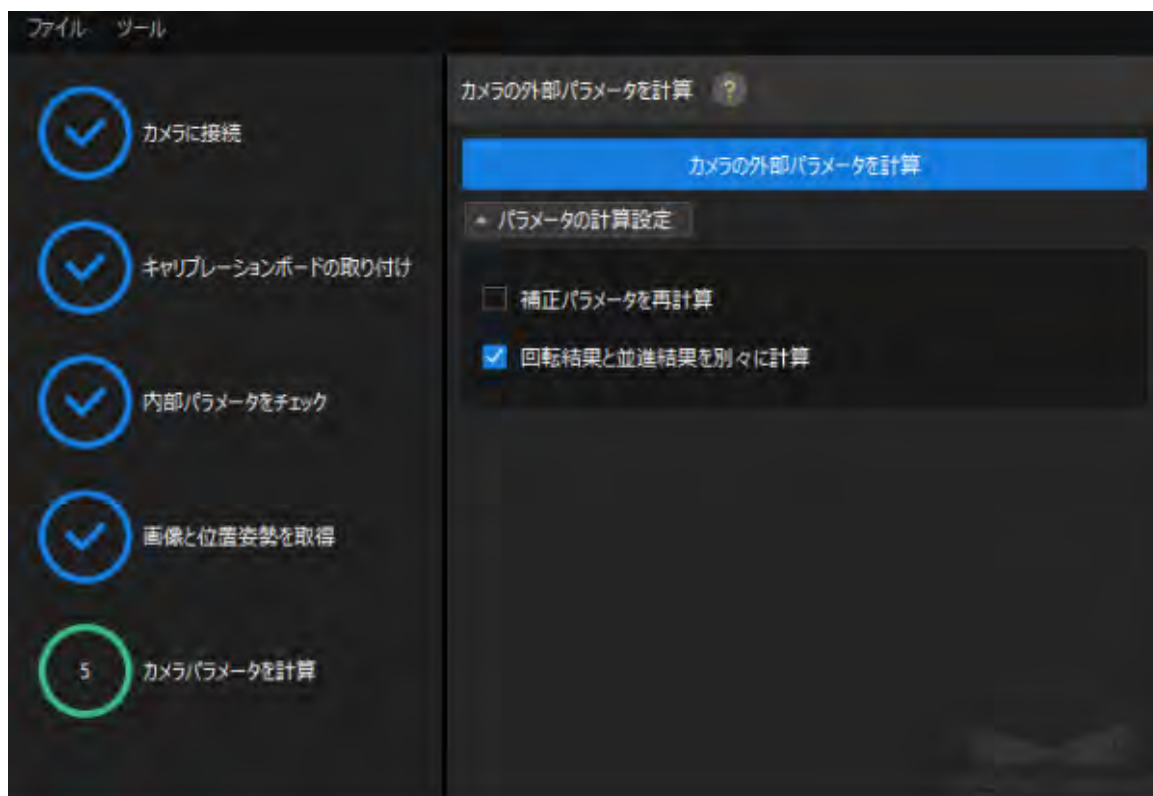 ファイル ツール
カメラに接続
キャリブレーションボードの取り付け
内部パラメータをチェック
画像と位置姿勢を取得
5 カメラパラメータを計算
カメラの外部パラメータを計算 ?
カメラの外部パラメータを計算
パラメータの計算設定
補正パラメータを再計算
回転結果と並進結果を別々に計算